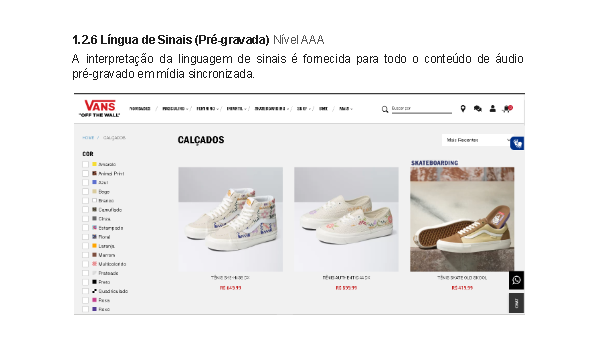 1.2.6 Língua de Sinais (Pré-gravada) Nível AAA
A interpretação da linguagem de sinais é fornecida para todo o conteúdo de áudio
pré-gravado em mídia sincronizada.
VANS
"OFF THE WALL"
NOVIDADES MASCULINO FEMININO INFANTIL SKATEBOARDING SURF BMX MAIS
Buscar por
HOME / CALÇADOS
CALÇADOS
Mais Recentes
COR
Amarelo
Animal Print
Azul
Bege
Branco
Camuflado
Cinza
Estampado
Floral
Laranja
Marrom
Multicolorido
Prateado
Preto
Quadriculado
Rosa
Roxo
SKATEBOARDING
TÊNIS SK8-HI
TÊNIS AUTHENTIC
TÊNIS SKATE OLD SKOOL
R$ 649,99
R$ 599,99
R$ 419,99
CHAT